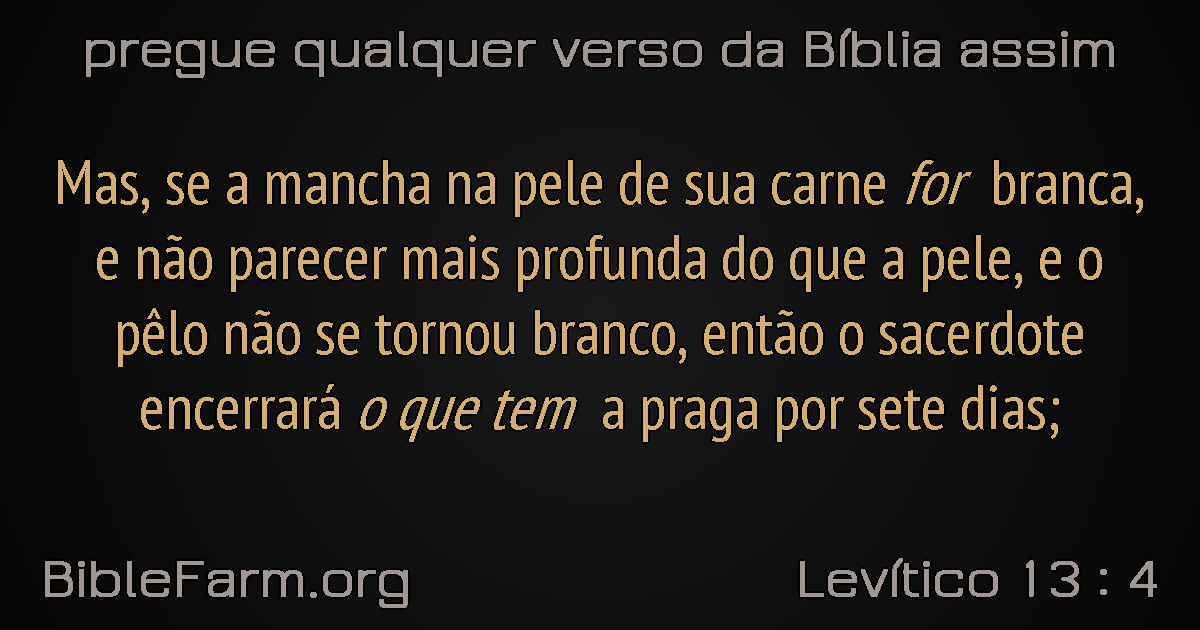 pregue qualquer verso da Bíblia assim
Mas, se a mancha na pele de sua carne for branca,
e não parecer mais profunda do que a pele, e o
pêlo não se tornou branco, então o sacerdote
encerrará o que tem a praga por sete dias;
BibleFarm.org
Levítico 13 : 4